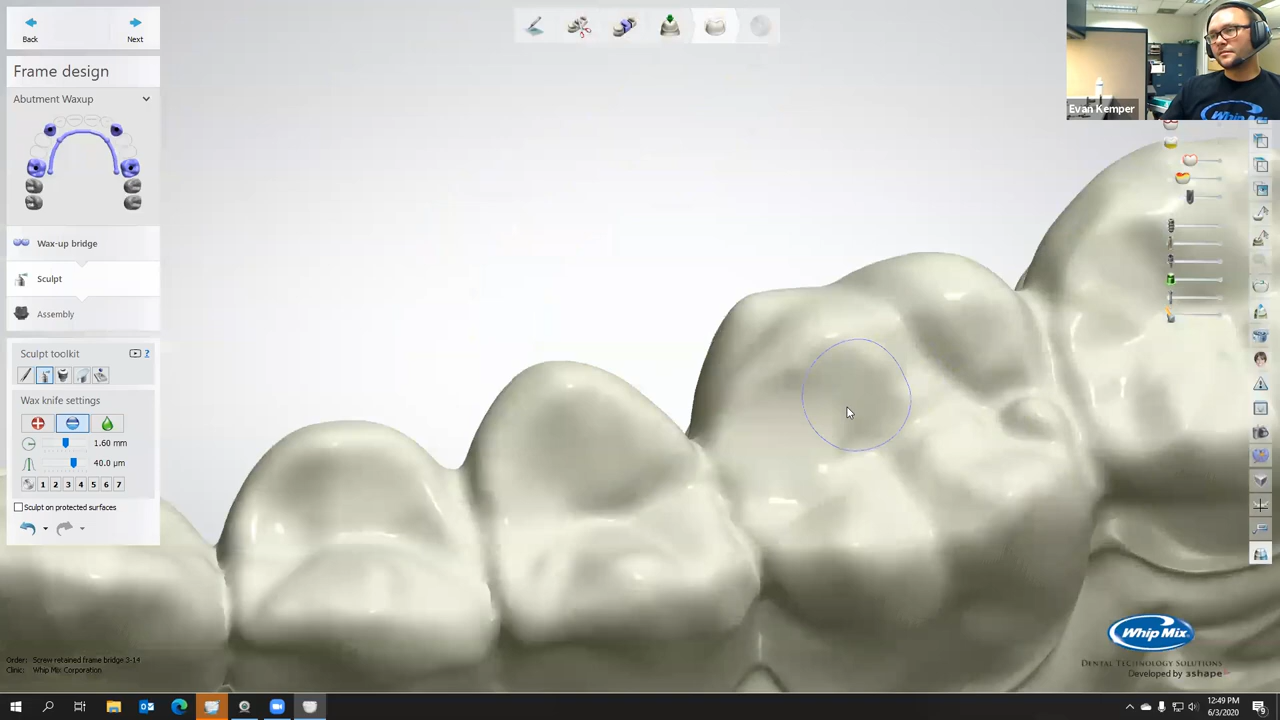 Back
Next
Frame design
Abutment Waxup
Wax-up bridge
Sculpt
Assembly
Sculpt toolkit
?
Wax knife settings
1.60 mm
40.0 µm
1 2 3 4 5 6 7
Sculpt on protected surfaces
Order: Screw retained frame bridge 3-14
Clinic: Whip Mix Corporation
Evan Kemper
Whip Mix
Whip Mix
DENTAL TECHNOLOGY SOLUTIONS
Developed by 3shape
12:49 PM
6/3/2020